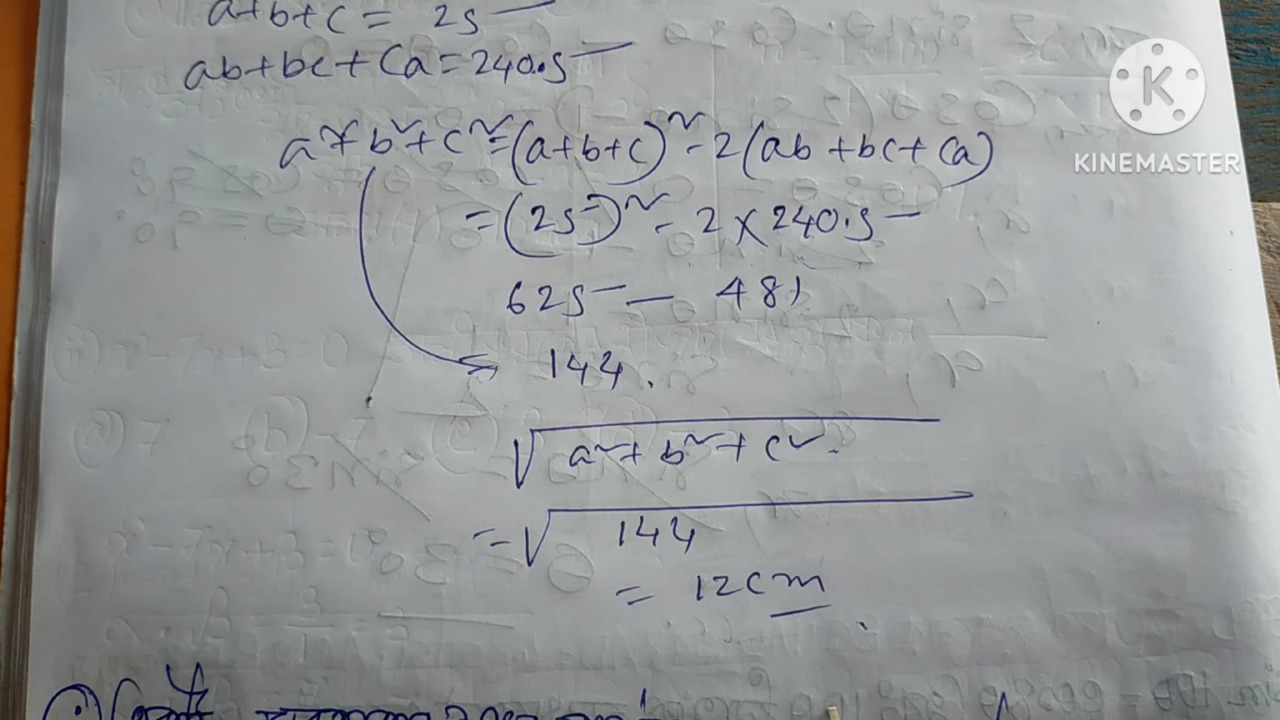 a+b+c = 25
ab+bc+ca=240.5
a²+b²+c²=(a+b+c)²-2(ab+bc+ca)
K
KINEMASTER
=(25)²-2×240.5
625-481
144.
√a²+b²+c²
=√144
= 12cm